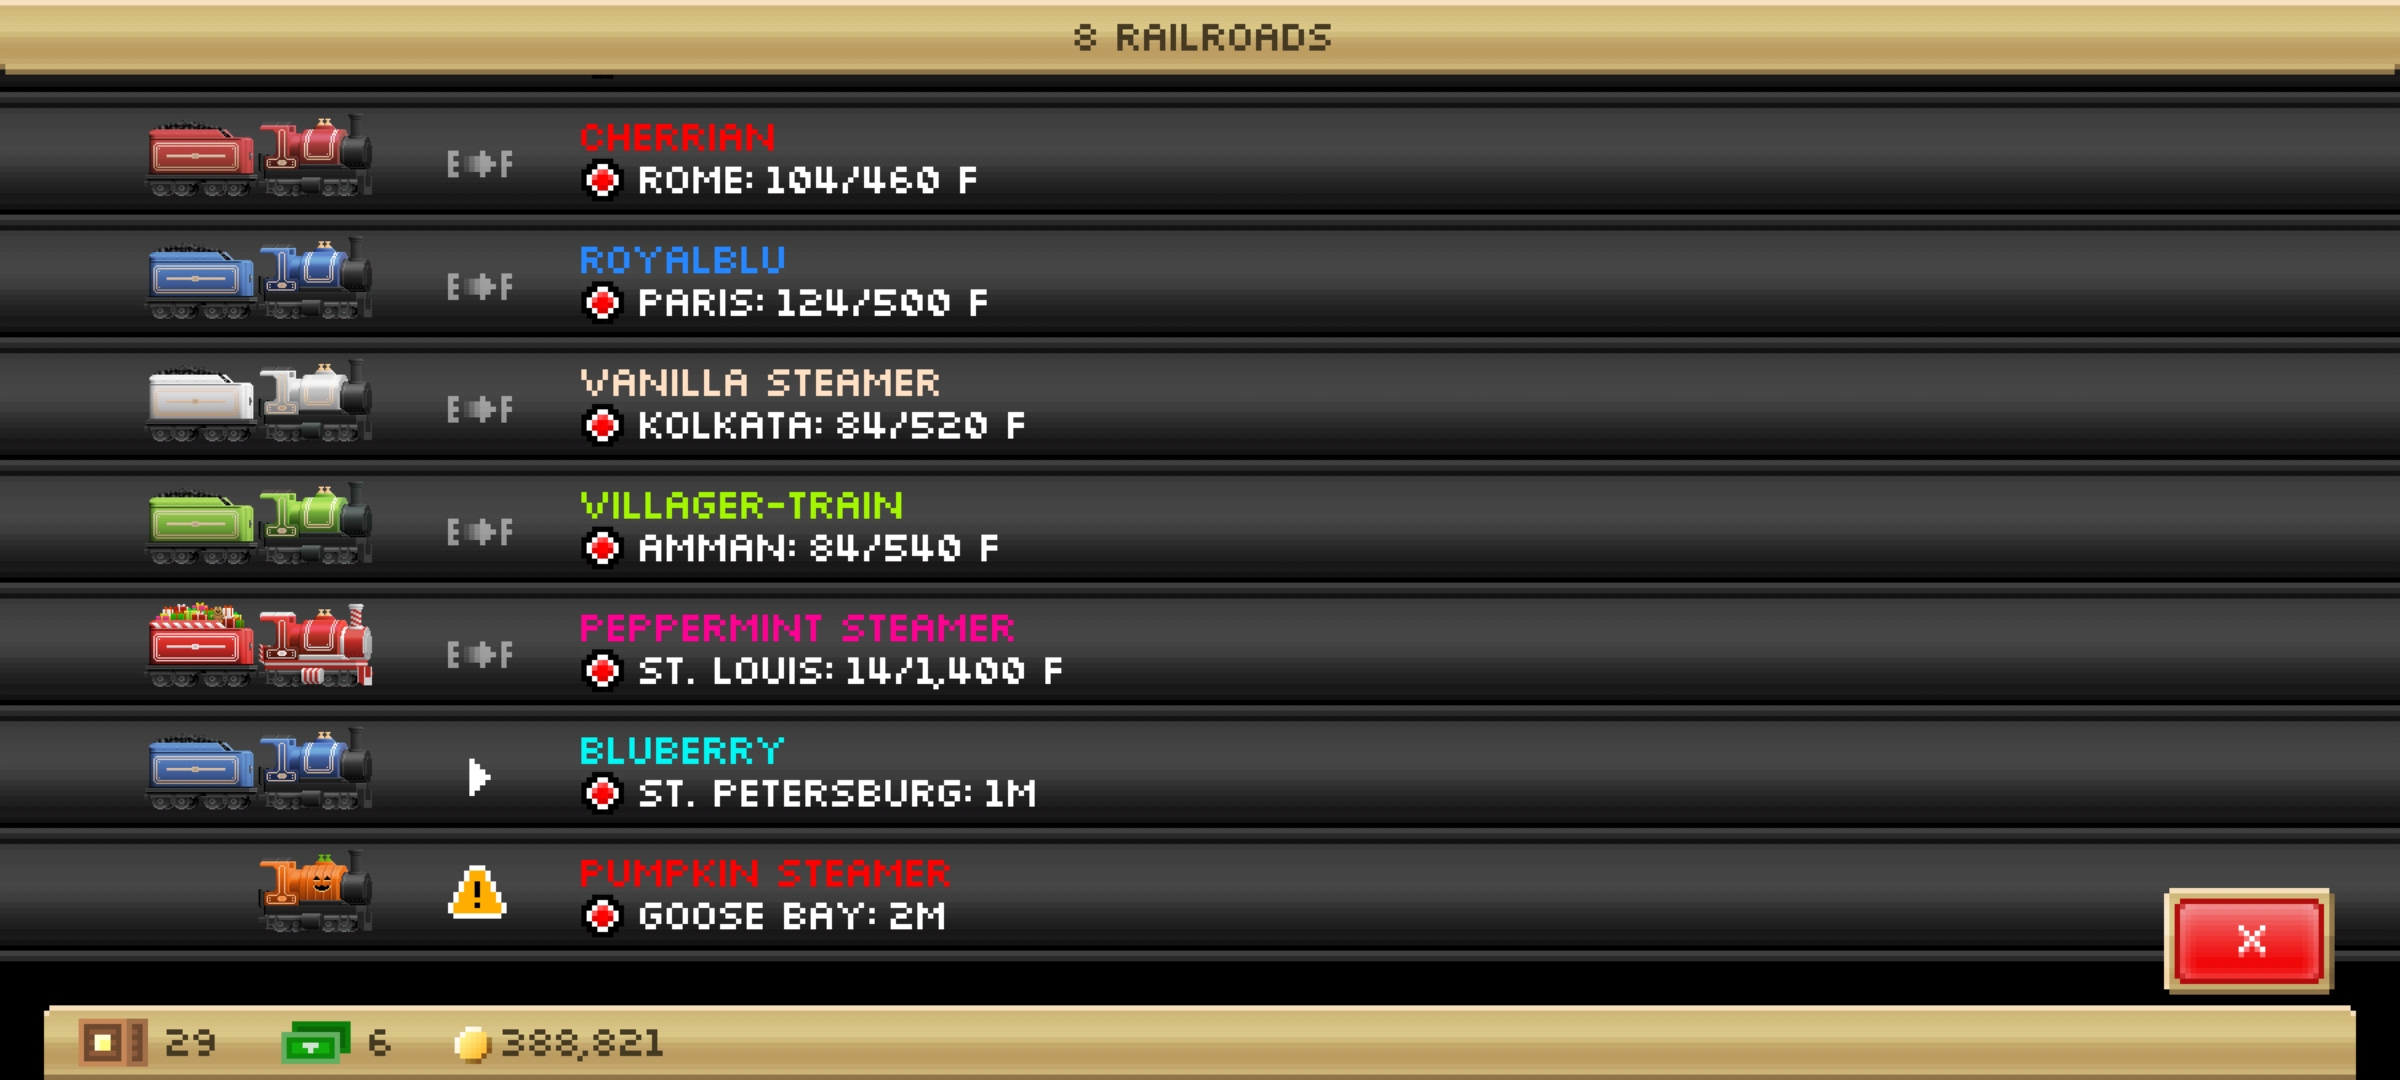 8 RAILROADS
CHERRIAN
E F
ROME: 104/460 F
ROYALBLU
E F
PARIS: 124/500 F
VANILLA STEAMER
E F
KOLKATA: 84/520 F
VILLAGER-TRAIN
E F
AMMAN: 84/540 F
PEPPERMINT STEAMER
E F
ST. LOUIS: 14/1,400 F
BLUBERRY
ST. PETERSBURG: 1M
PUMPKIN STEAMER
!
GOOSE BAY: 2M
X
29 6 388,821